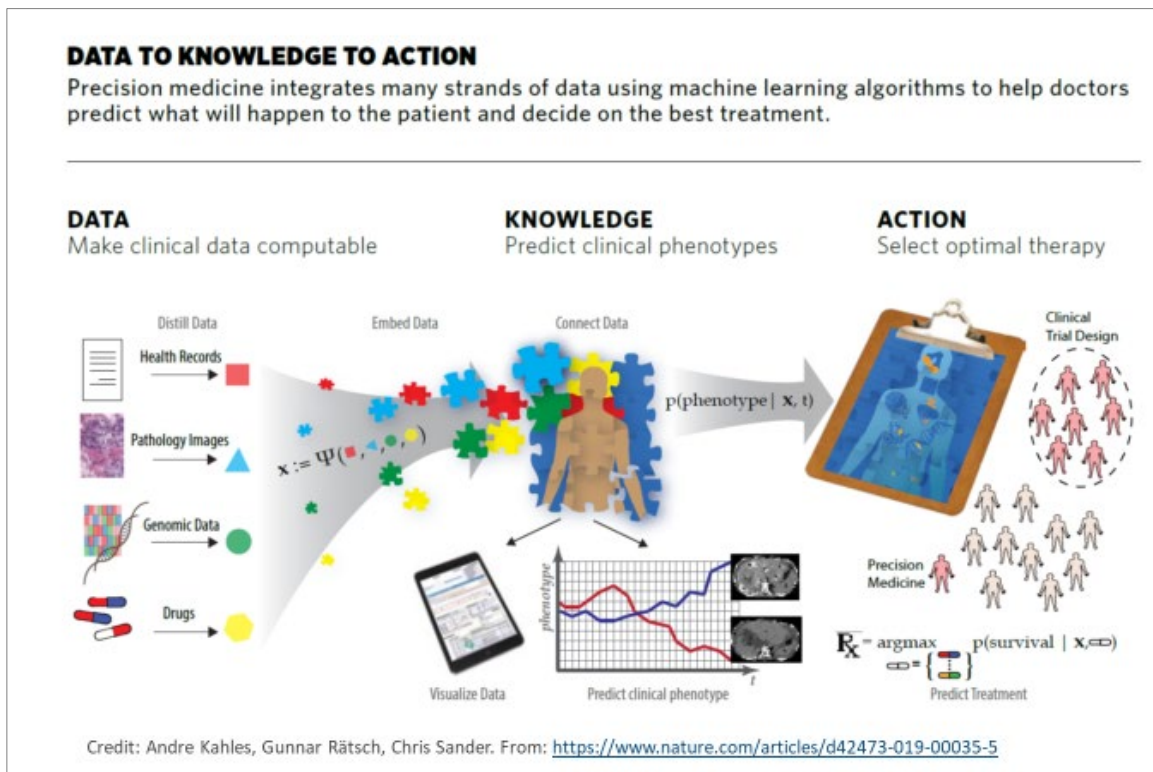 DATA TO KNOWLEDGE TO ACTION
Precision medicine integrates many strands of data using machine learning algorithms to help doctors
predict what will happen to the patient and decide on the best treatment.
DATA
Make clinical data computable
KNOWLEDGE
Predict clinical phenotypes
ACTION
Select optimal therapy
Distill Data
Embed Data
Connect Data
Health Records
Pathology Images
Genomic Data
Drugs
x := Ψ( , , , )
p(phenotype | x, t)
Clinical
Trial Design
Precision
Medicine
phenotype
t
Visualize Data
Predict clinical phenotype
Rx = argmax p(survival | x, )
= { }
Predict Treatment
Credit: Andre Kahles, Gunnar Rätsch, Chris Sander. From: https://www.nature.com/articles/d42473-019-00035-5